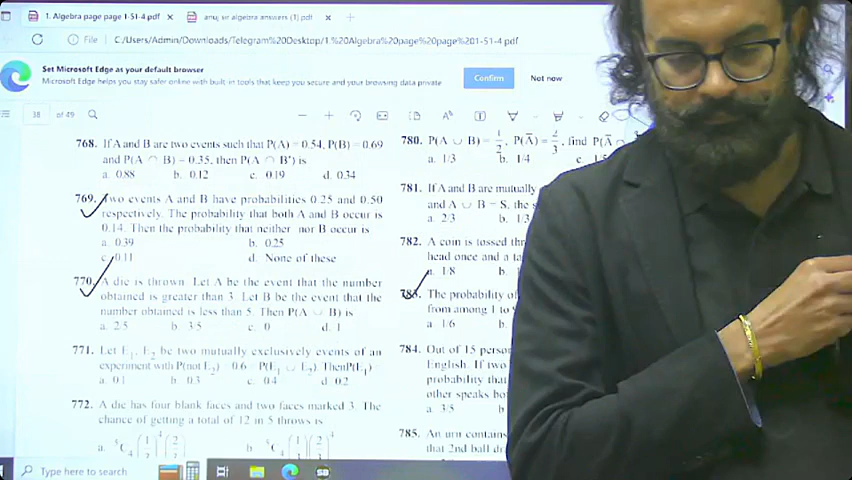 1. Algebra page page 1-51-4.pdf
anuj sir algebra answers (1).pdf
File
C:/Users/Admin/Downloads/Telegram%20Desktop/1.%20Algebra%20page%20page%201-51-4.pdf
Set Microsoft Edge as your default browser
Microsoft Edge helps you stay safer online with built-in tools that keep you secure and your browsing data private
Confirm
Not now
38 of 49
768. If A and B are two events such that P(A) = 0.54, P(B) = 0.69
and P(A ∩ B) = 0.35, then P(A ∩ B') is
a. 0.88 b. 0.12 c. 0.19 d. 0.34
769. Two events A and B have probabilities 0.25 and 0.50
respectively. The probability that both A and B occur is
0.14. Then the probability that neither nor B occur is
a. 0.39 b. 0.25
c. 0.11 d. None of these
770. A die is thrown. Let A be the event that the number
obtained is greater than 3. Let B be the event that the
number obtained is less than 5. Then P(A ∪ B) is
a. 2/5 b. 3/5 c. 0 d. 1
771. Let E₁, E₂ be two mutually exclusively events of an
experiment with P(not E₂) = 0.6 = P(E₁ ∪ E₂). ThenP(E₁) =
a. 0.1 b. 0.3 c. 0.4 d. 0.2
772. A die has four blank faces and two faces marked 3. The
chance of getting a total of 12 in 5 throws is
a. ⁵C₄ (1/3)⁴ (2/3) b. ⁵C₄ (1/3) (2/3)⁴
780. P(A ∪ B) = 1/2, P(Ā) = 2/3, find P(Ā ∩
a. 1/3 b. 1/4 c.
781. If A and B are mutually
and A ∪ B = S, the
a. 2/3 b. 1/3
782. A coin is tossed
head once and a
a. 1/8 b.
783. The probability of
from among 1 to
a. 1/6 b.
784. Out of 15 person
English. If two
probability that
other speaks
a. 3/5 b.
785. An urn contains
that 2nd ball
Type here to search